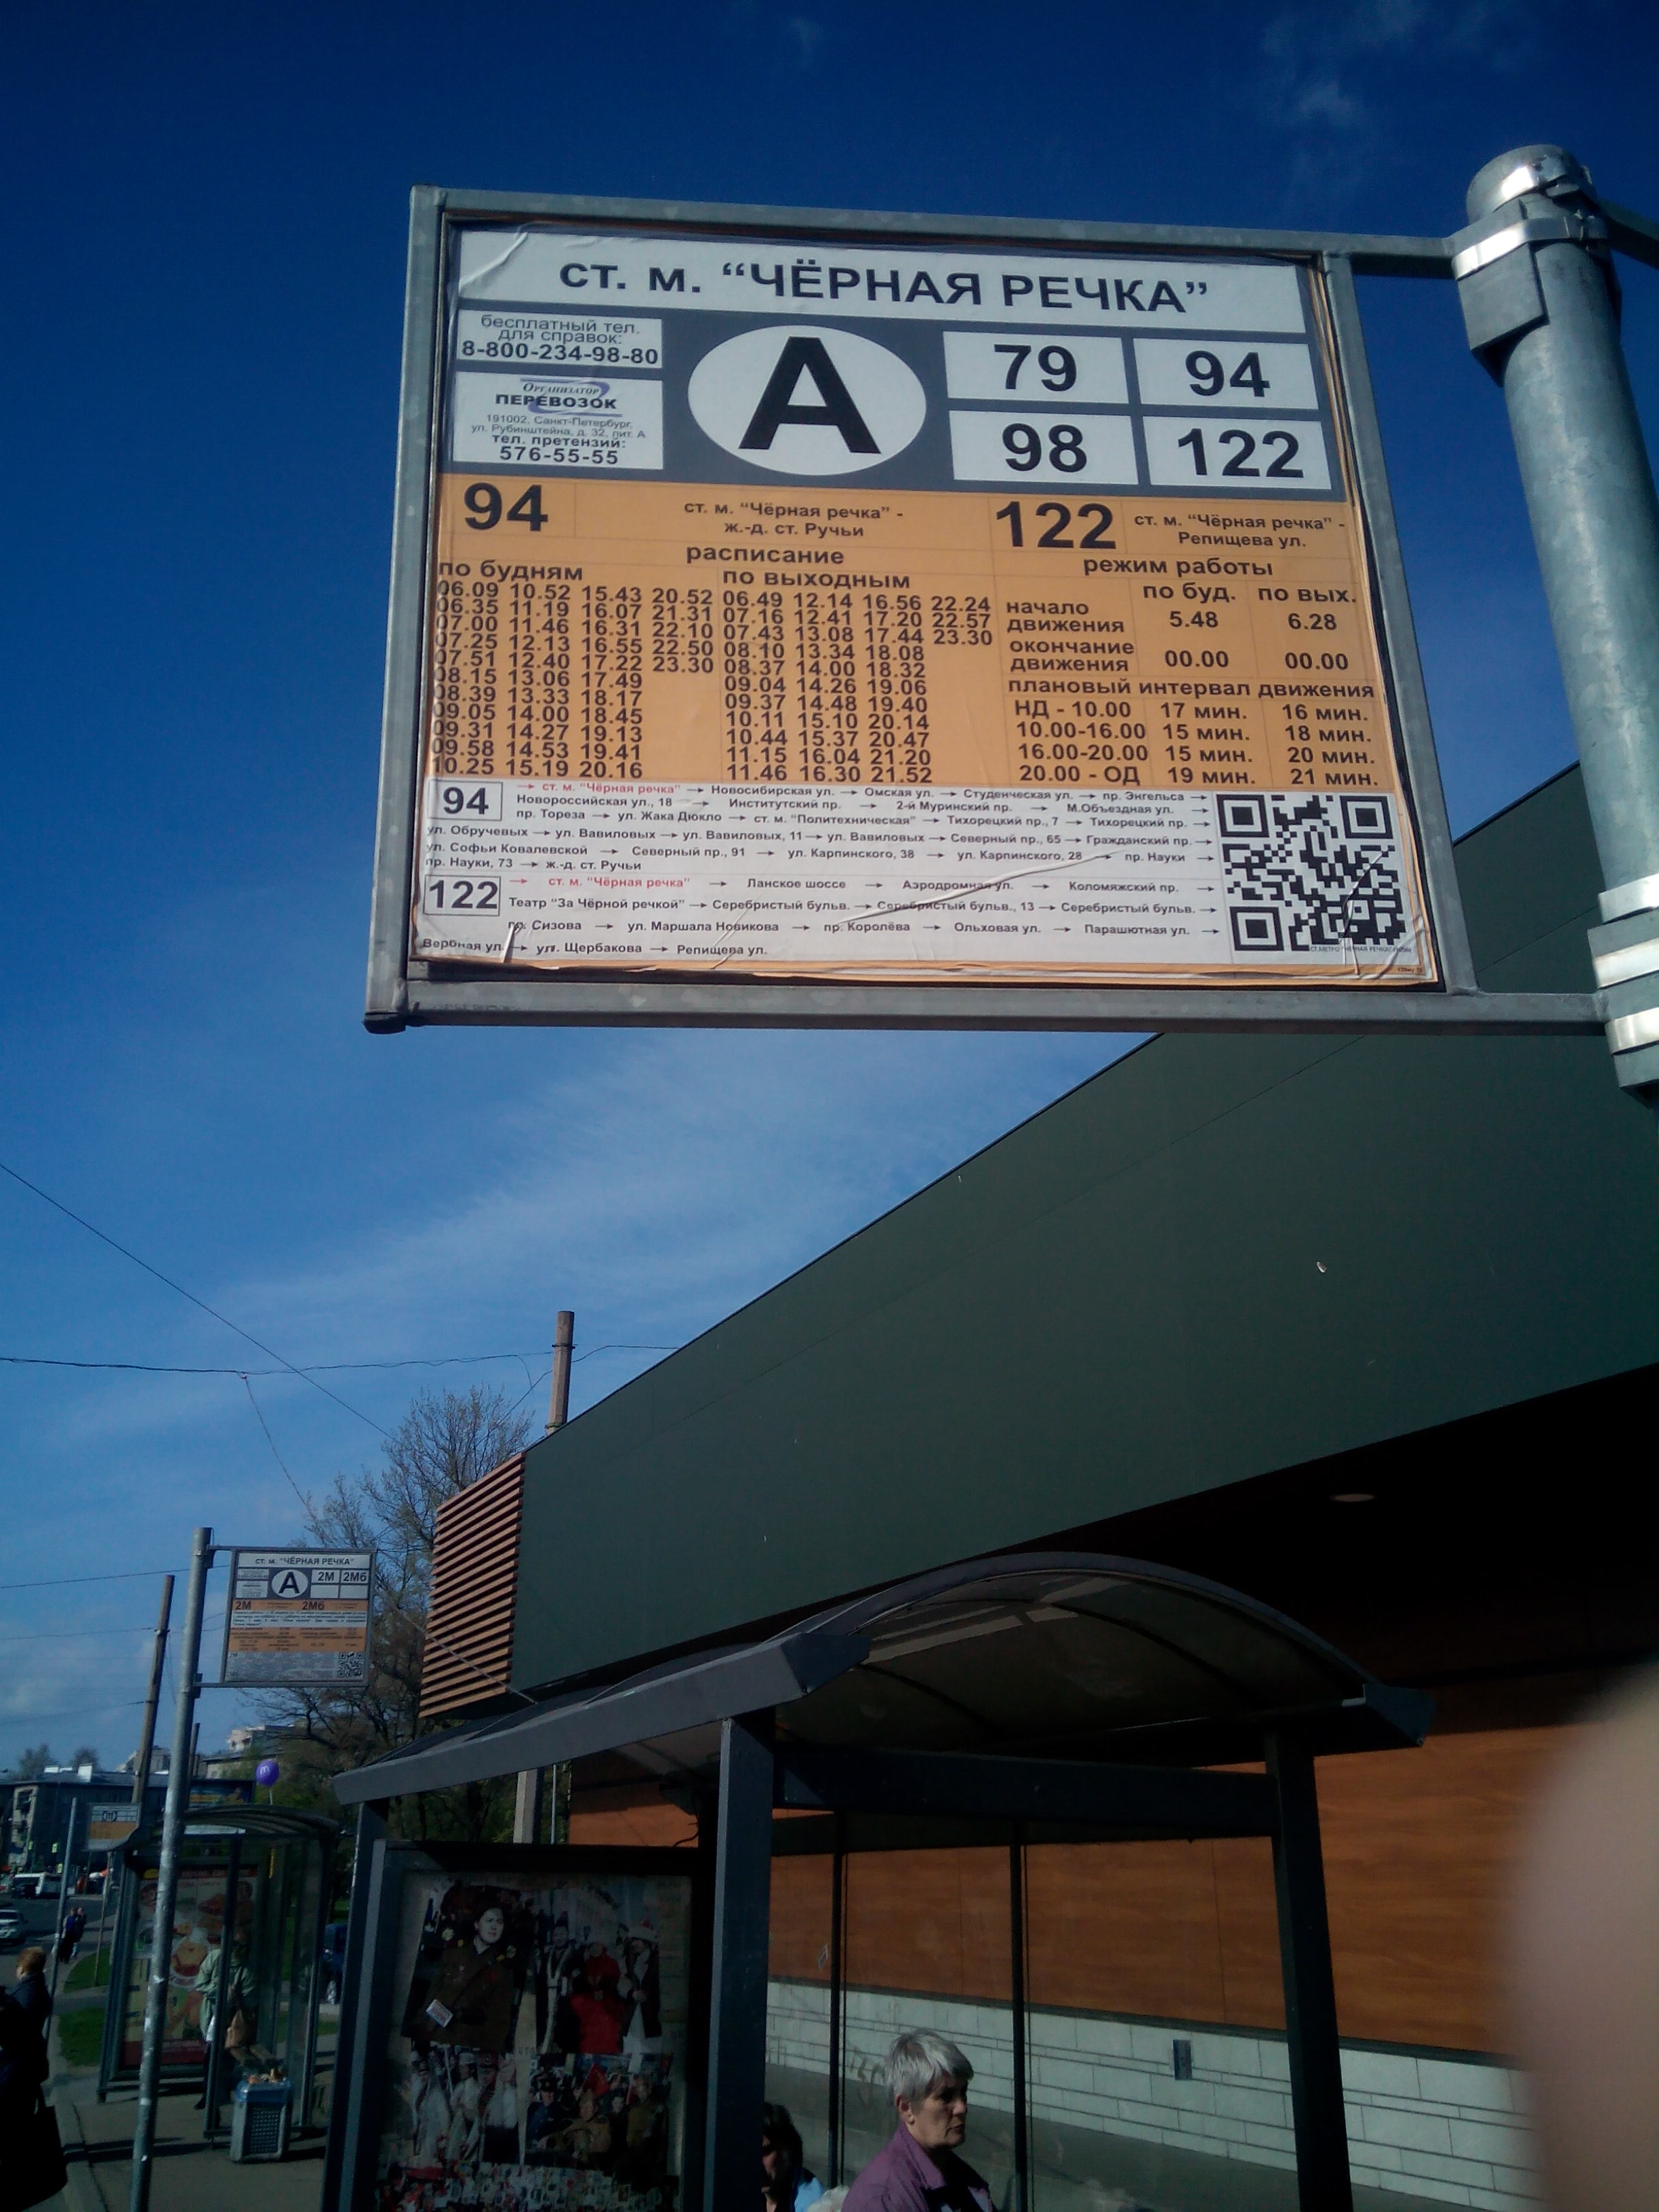 ст. м. “ЧЁРНАЯ РЕЧКА”
бесплатный тел.
для справок:
8-800-234-98-80
Организатор
ПЕРЕВОЗОК
191002, Санкт-Петербург,
ул. Рубинштейна, д. 32, лит. А
тел. претензий:
576-55-55
А
79 94
98 122
94
ст. м. “Чёрная речка” -
ж.-д. ст. Ручьи
расписание
по будням
06.09 10.52 15.43 20.52
06.35 11.19 16.07 21.31
07.00 11.46 16.31 22.10
07.25 12.13 16.55 22.50
07.51 12.40 17.22 23.30
08.15 13.06 17.49
08.39 13.33 18.17
09.05 14.00 18.45
09.31 14.27 19.13
09.58 14.53 19.41
10.25 15.19 20.16
по выходным
06.49 12.14 16.56 22.24
07.16 12.41 17.20 22.57
07.43 13.08 17.44 23.30
08.10 13.34 18.08
08.37 14.00 18.32
09.04 14.26 19.06
09.37 14.48 19.40
10.11 15.10 20.14
10.44 15.37 20.47
11.15 16.04 21.20
11.46 16.30 21.52
122
ст. м. “Чёрная речка” -
Репищева ул.
режим работы
по буд. по вых.
начало
движения 5.48 6.28
окончание
движения 00.00 00.00
плановый интервал движения
НД - 10.00 17 мин. 16 мин.
10.00-16.00 15 мин. 18 мин.
16.00-20.00 15 мин. 20 мин.
20.00 - ОД 19 мин. 21 мин.
94
→ ст. м. "Чёрная речка" → Новосибирская ул. → Омская ул. → Студенческая ул. → пр. Энгельса →
Новороссийская ул., 18 → Институтский пр. → 2-й Муринский пр. → М.Объездная ул. →
пр. Тореза → ул. Жака Дюкло → ст. м. "Политехническая" → Тихорецкий пр., 7 → Тихорецкий пр. →
ул. Обручевых → ул. Вавиловых → ул. Вавиловых, 11 → ул. Вавиловых → Северный пр., 65 → Гражданский пр. →
ул. Софьи Ковалевской → Северный пр., 91 → ул. Карпинского, 38 → ул. Карпинского, 28 → пр. Науки →
пр. Науки, 73 → ж.-д. ст. Ручьи
122
→ ст. м. "Чёрная речка" → Ланское шоссе → Аэродромная ул. → Коломяжский пр. →
Театр "За Чёрной речкой" → Серебристый бульв. → Серебристый бульв., 13 → Серебристый бульв. →
пр. Сизова → ул. Маршала Новикова → пр. Королёва → Ольховая ул. → Парашютная ул. →
Вербная ул. → ул. Щербакова → Репищева ул.
ст. м. "ЧЁРНАЯ РЕЧКА"
А
2М 2Мб
2М 2Мб